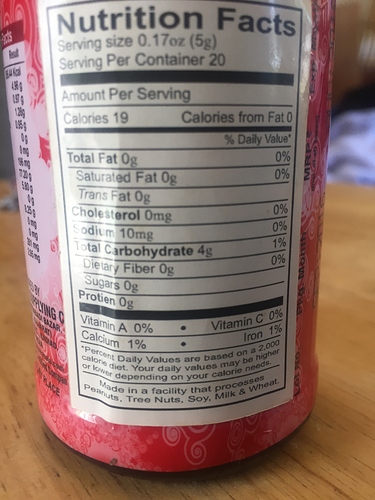 Nutrition Facts
Serving size 0.17oz (5g)
Serving Per Container 20
Amount Per Serving
Calories 19 Calories from Fat 0
% Daily Value*
Total Fat 0g 0%
Saturated Fat 0g 0%
Trans Fat 0g
Cholesterol 0mg 0%
Sodium 10mg 0%
Total Carbohydrate 4g 1%
Dietary Fiber 0g 0%
Sugars 0g
Protien 0g
Vitamin A 0% • Vitamin C 0%
Calcium 1% • Iron 1%
*Percent Daily Values are based on a 2,000
calorie diet. Your daily values may be higher
or lower depending on your calorie needs.
Made in a facility that processes
Peanuts, Tree Nuts, Soy, Milk & Wheat.
Facts
Result
PLACE
MRP